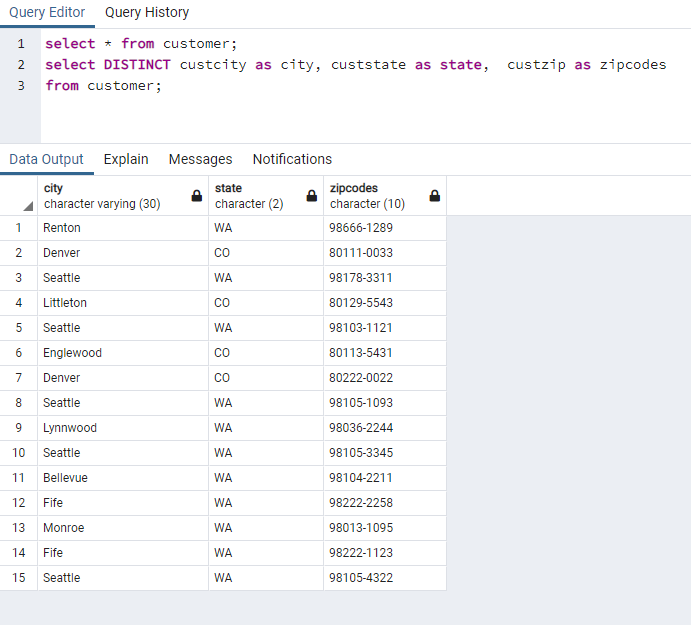 Query Editor Query History
1 select * from customer;
2 select DISTINCT custcity as city, custstate as state,  custzip as zipcodes
3 from customer;
Data Output Explain Messages Notifications
city state zipcodes
character varying (30) character (2) character (10)
1 Renton WA 98666-1289
2 Denver CO 80111-0033
3 Seattle WA 98178-3311
4 Littleton CO 80129-5543
5 Seattle WA 98103-1121
6 Englewood CO 80113-5431
7 Denver CO 80222-0022
8 Seattle WA 98105-1093
9 Lynnwood WA 98036-2244
10 Seattle WA 98105-3345
11 Bellevue WA 98104-2211
12 Fife WA 98222-2258
13 Monroe WA 98013-1095
14 Fife WA 98222-1123
15 Seattle WA 98105-4322